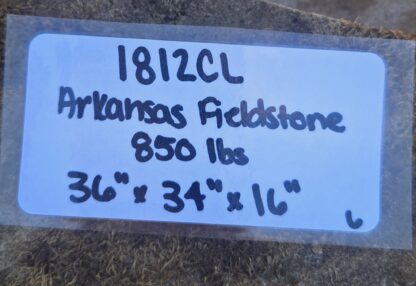 1812CL
Arkansas Fieldstone
850 lbs
36" x 34" x 16"
6